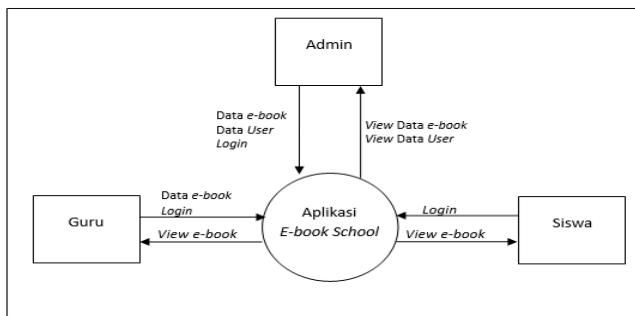 Admin
Data e-book
Data User
Login
View Data e-book
View Data User
Data e-book
Login
Guru
View e-book
Aplikasi
E-book School
Login
View e-book
Siswa